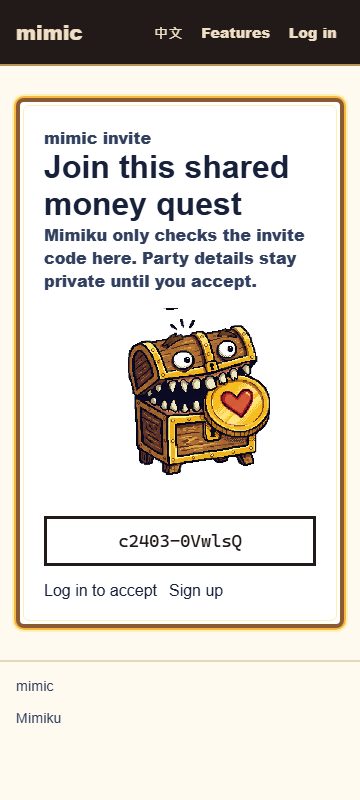 mimic
中文 Features Log in
mimic invite
Join this shared
money quest
Mimiku only checks the invite
code here. Party details stay
private until you accept.
c2403-0VwlsQ
Log in to accept Sign up
mimic
Mimiku